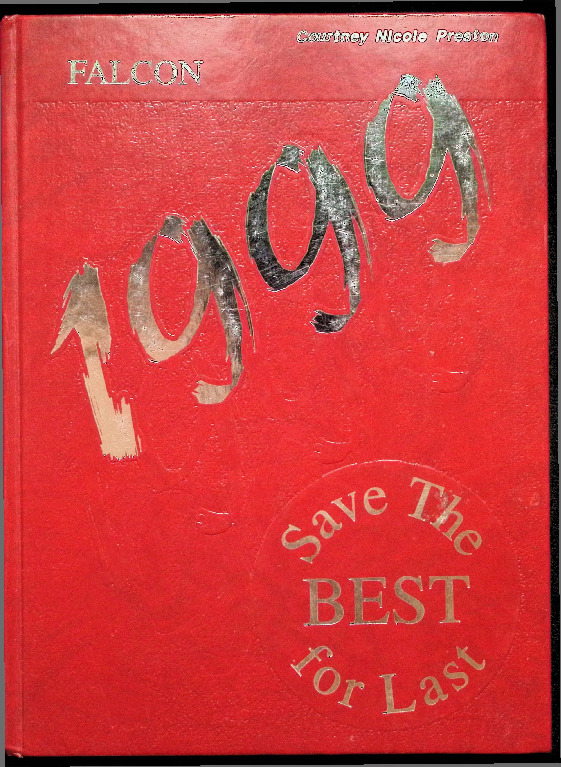 Courtney Nicole Preston
FALCON
1999
Save The
BEST
for Last